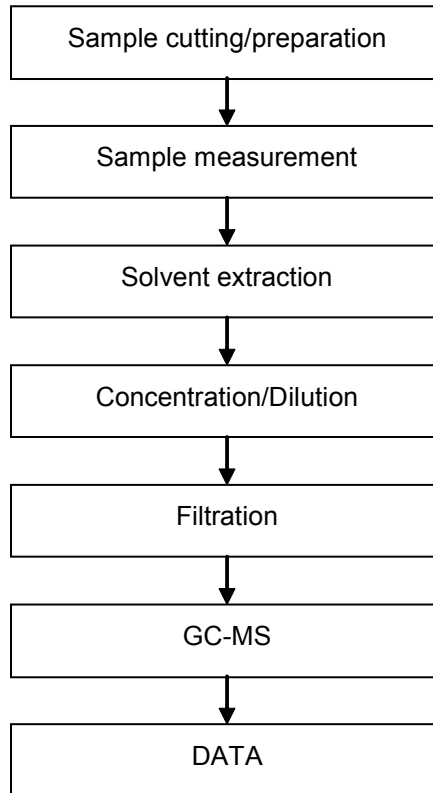 Sample cutting/preparation
Sample measurement
Solvent extraction
Concentration/Dilution
Filtration
GC-MS
DATA